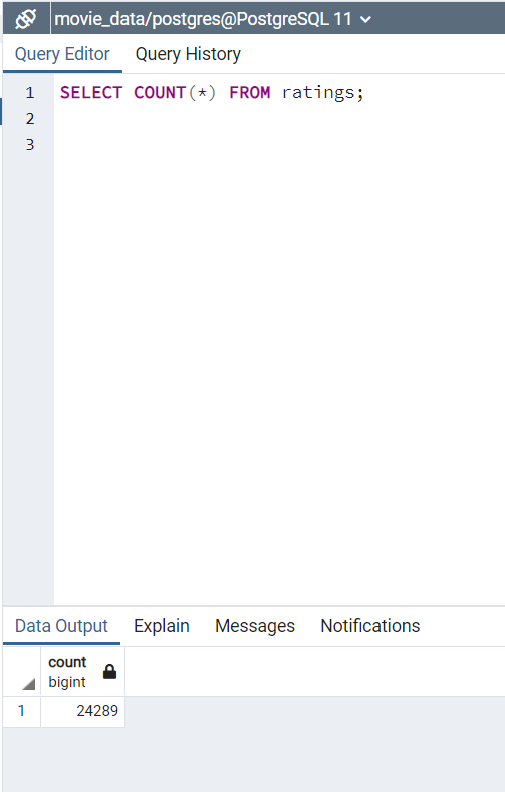 movie_data/postgres@PostgreSQL 11
Query Editor Query History
1 SELECT COUNT(*) FROM ratings;
2
3
Data Output Explain Messages Notifications
count
bigint
1 24289